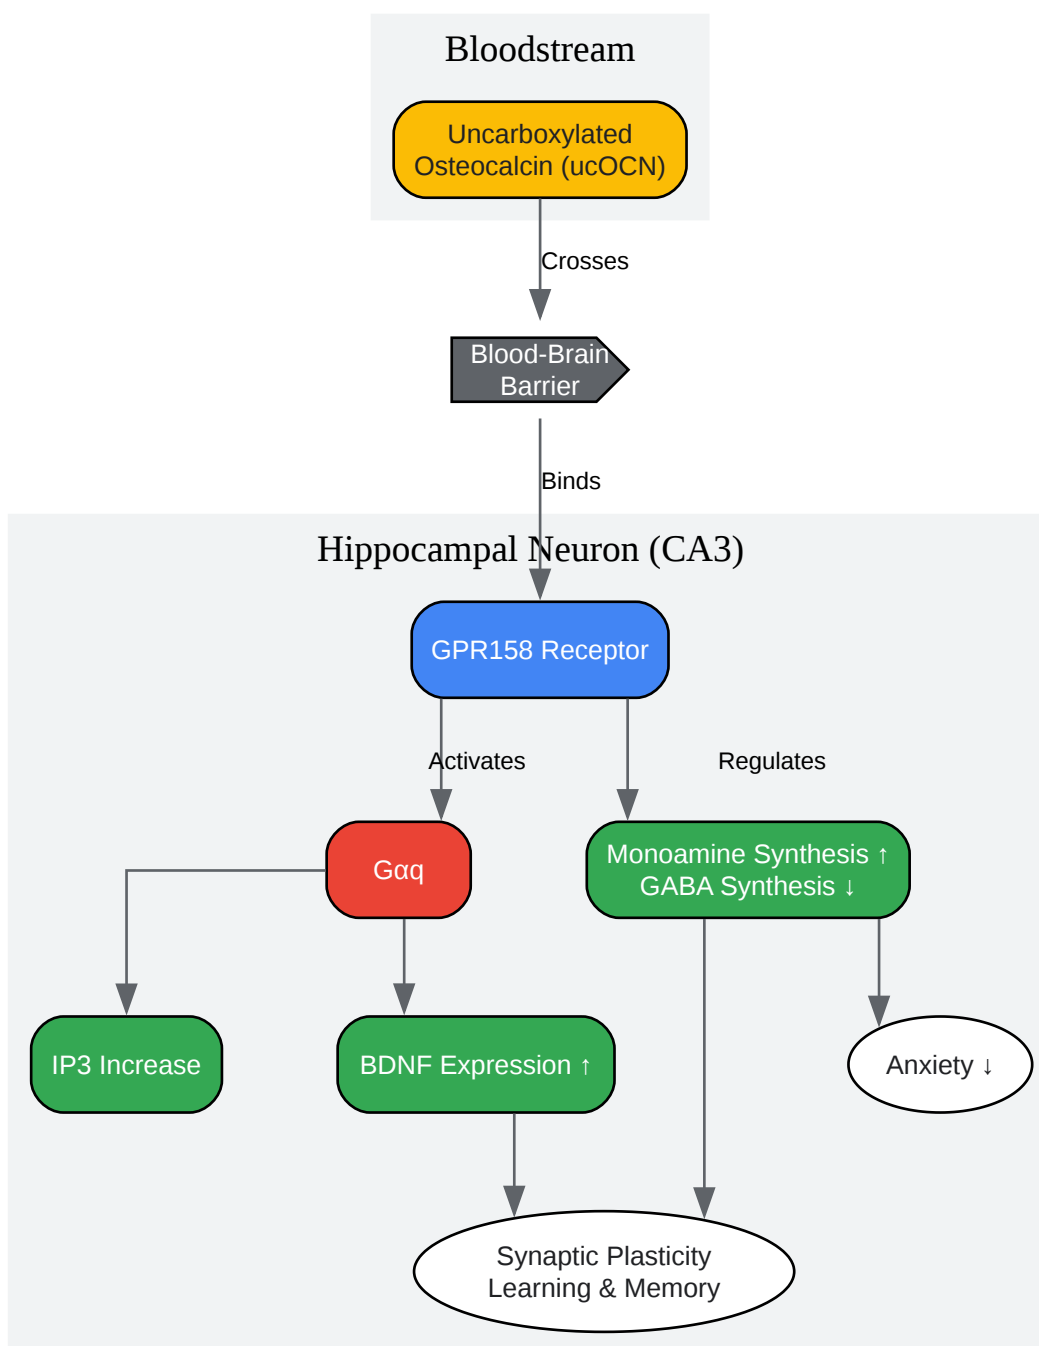 Bloodstream
Uncarboxylated
Osteocalcin (ucOCN)
Crosses
Blood-Brain
Barrier
Binds
Hippocampal Neuron (CA3)
GPR158 Receptor
Activates
Regulates
Gαq
Monoamine Synthesis ↑
GABA Synthesis ↓
IP3 Increase
BDNF Expression ↑
Anxiety ↓
Synaptic Plasticity
Learning & Memory